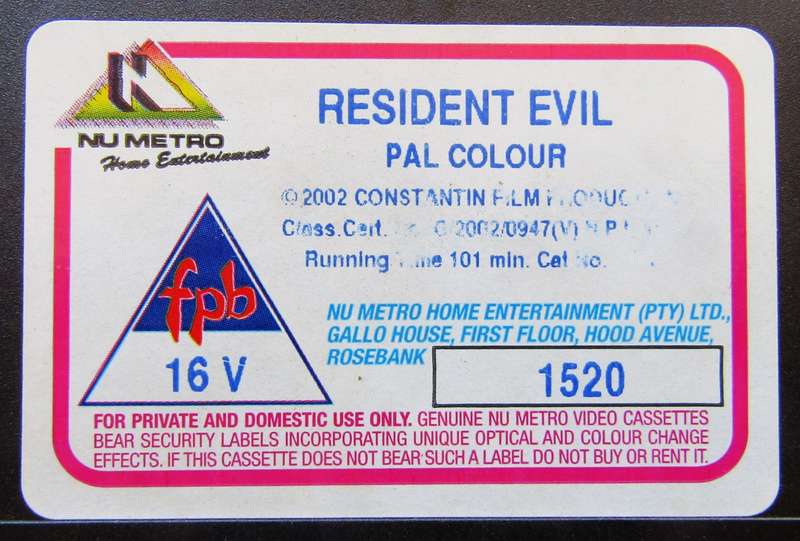 N
NU METRO
Home Entertainment
RESIDENT EVIL
PAL COLOUR
© 2002 CONSTANTIN FILM
Class.Cert. 2002/0947(V)
Running Time 101 min. Cat No.
fpb
16 V
NU METRO HOME ENTERTAINMENT (PTY) LTD.,
GALLO HOUSE, FIRST FLOOR, HOOD AVENUE,
ROSEBANK
1520
FOR PRIVATE AND DOMESTIC USE ONLY. GENUINE NU METRO VIDEO CASSETTES
BEAR SECURITY LABELS INCORPORATING UNIQUE OPTICAL AND COLOUR CHANGE
EFFECTS. IF THIS CASSETTE DOES NOT BEAR SUCH A LABEL DO NOT BUY OR RENT IT.